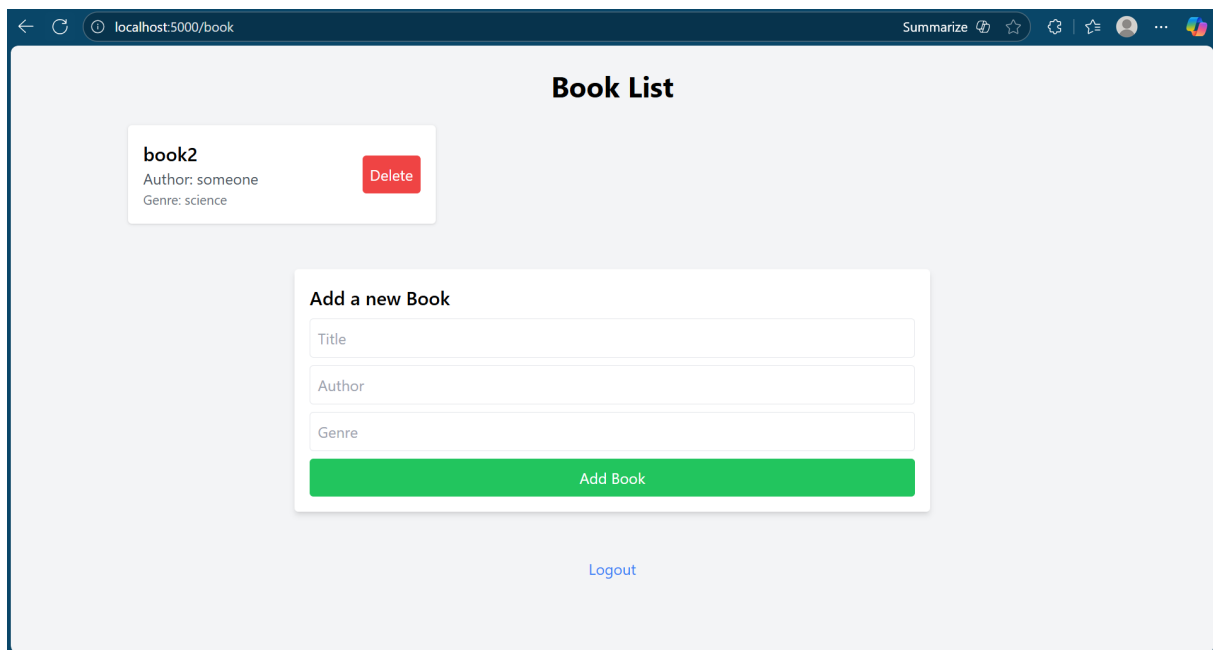 localhost:5000/book
Summarize
Book List
book2
Author: someone
Genre: science
Delete
Add a new Book
Title
Author
Genre
Add Book
Logout